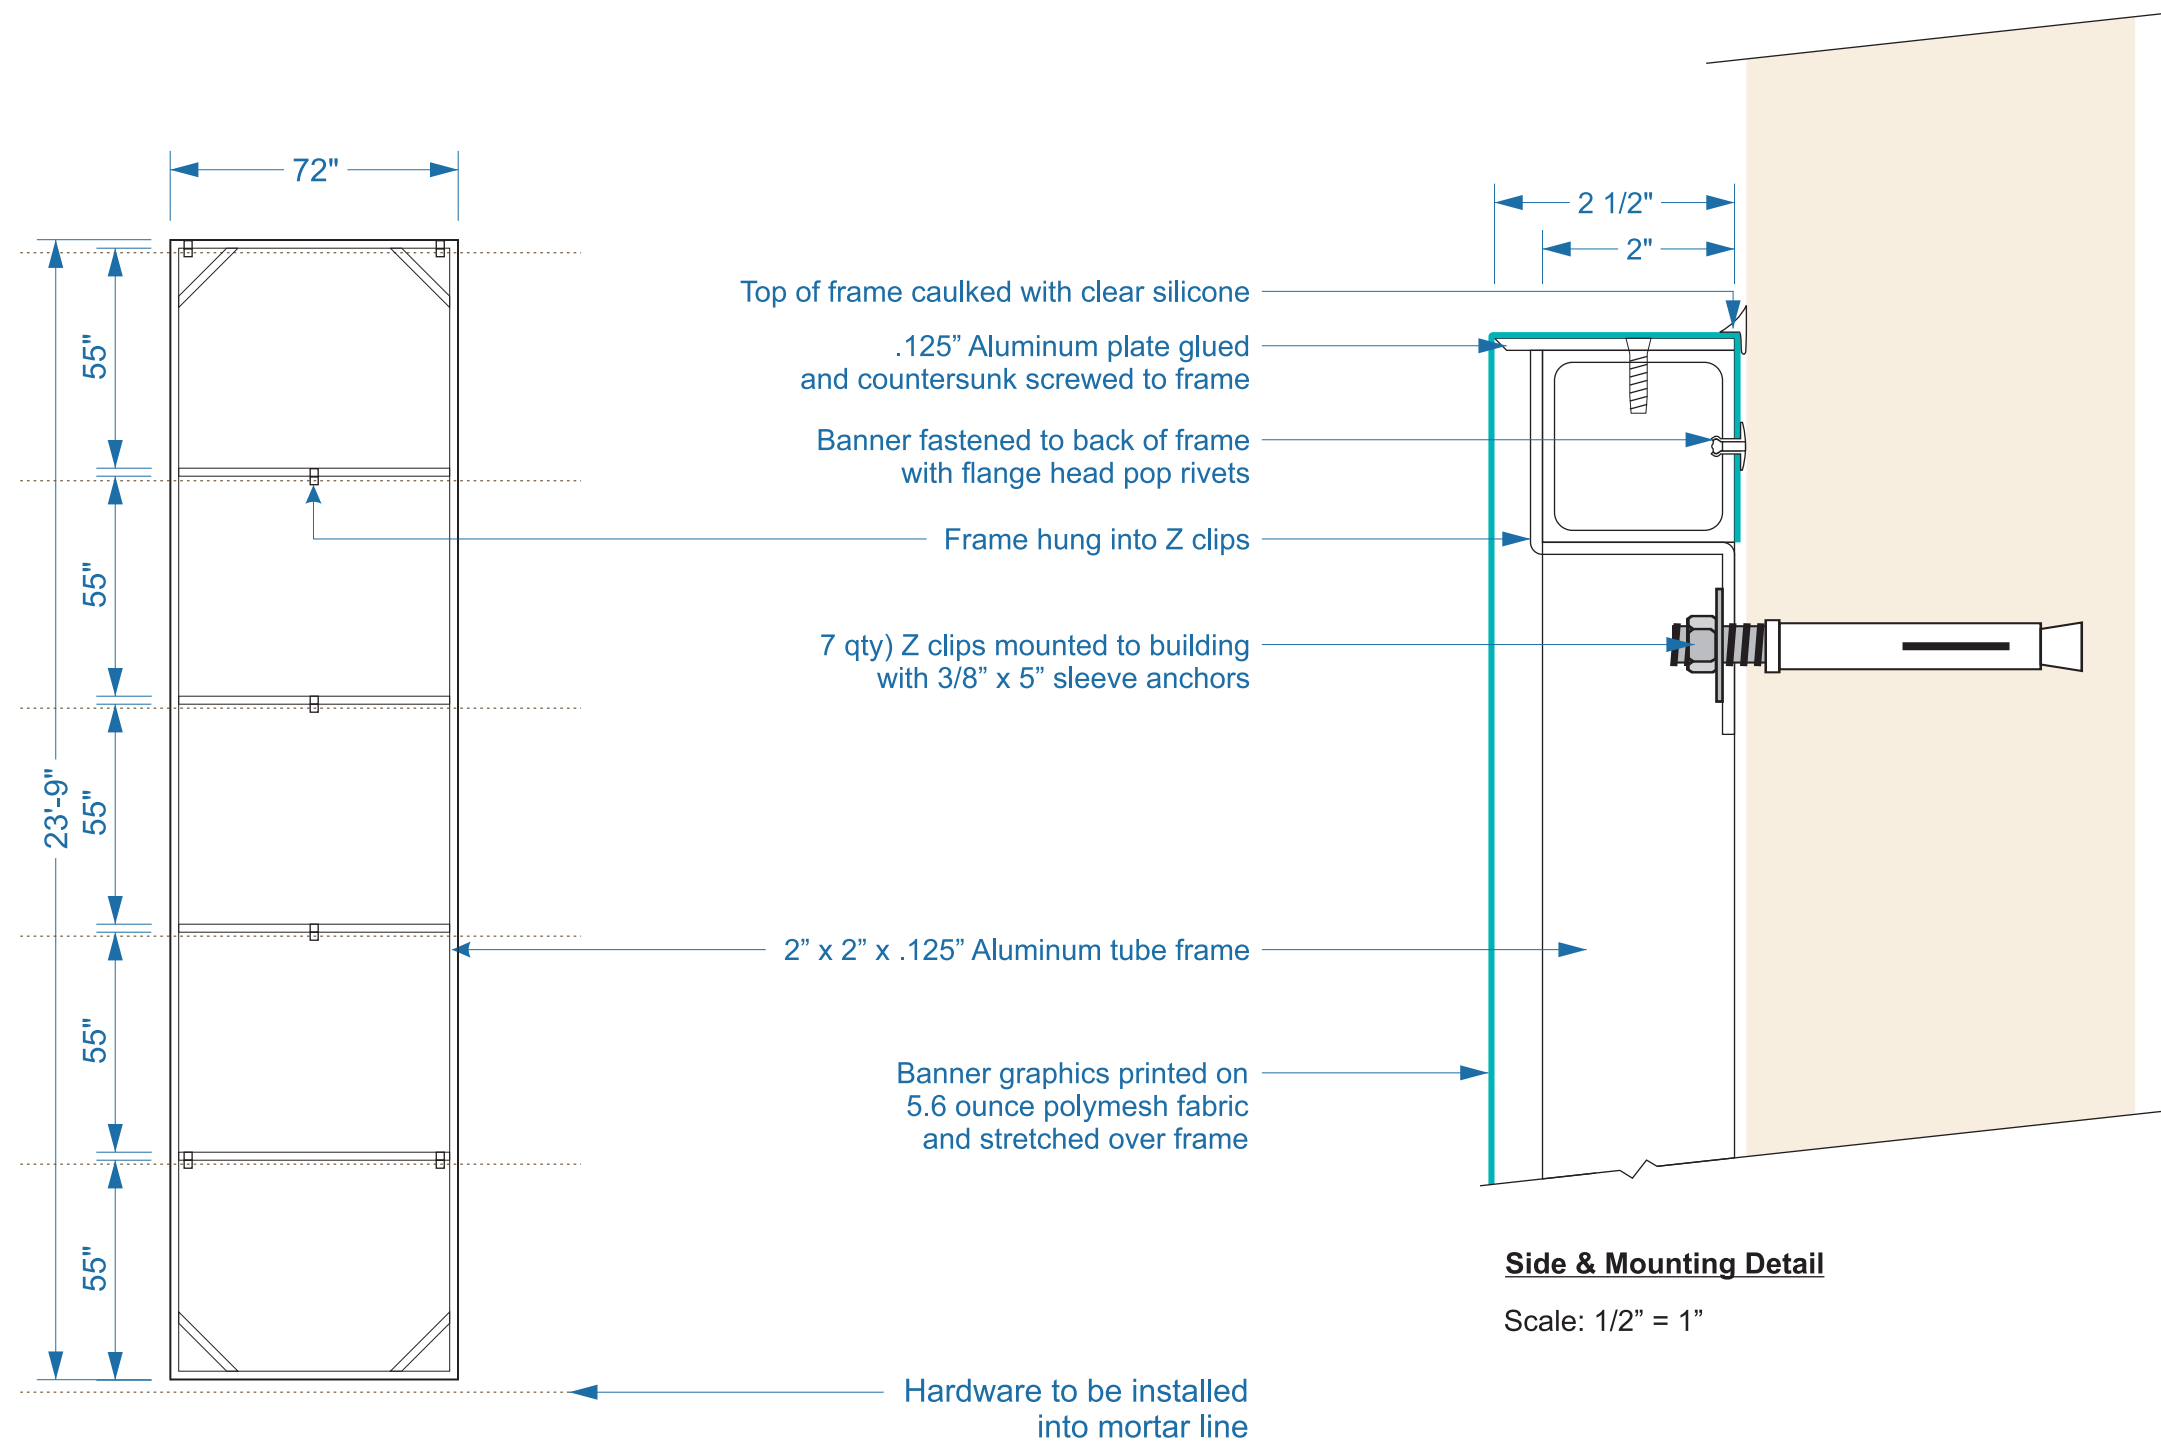 72"
23'-9"
55"
55"
55"
55"
55"
2 1/2"
2"
Top of frame caulked with clear silicone
.125” Aluminum plate glued
and countersunk screwed to frame
Banner fastened to back of frame
with flange head pop rivets
Frame hung into Z clips
7 qty) Z clips mounted to building
with 3/8” x 5” sleeve anchors
2” x 2” x .125” Aluminum tube frame
Banner graphics printed on
5.6 ounce polymesh fabric
and stretched over frame
Hardware to be installed
into mortar line
Side & Mounting Detail
Scale: 1/2” = 1”